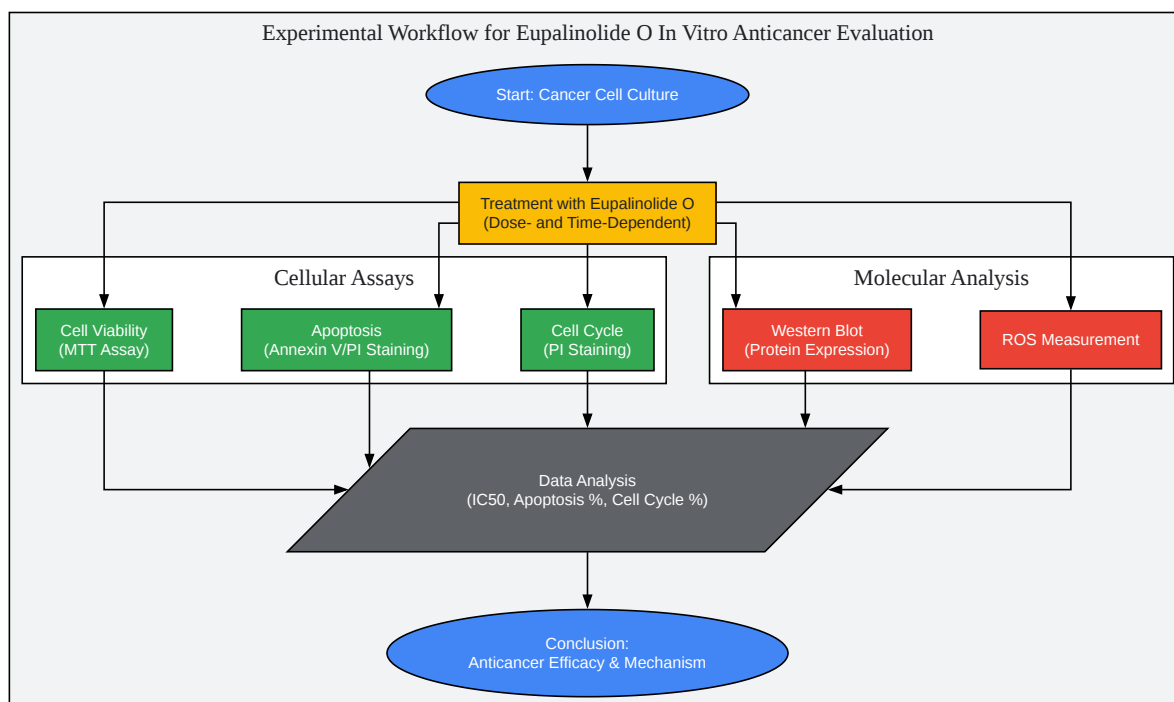 Experimental Workflow for Eupalinolide O In Vitro Anticancer Evaluation
Start: Cancer Cell Culture
Treatment with Eupalinolide O
(Dose- and Time-Dependent)
Cellular Assays
Cell Viability
(MTT Assay)
Apoptosis
(Annexin V/PI Staining)
Cell Cycle
(PI Staining)
Molecular Analysis
Western Blot
(Protein Expression)
ROS Measurement
Data Analysis
(IC50, Apoptosis %, Cell Cycle %)
Conclusion:
Anticancer Efficacy & Mechanism